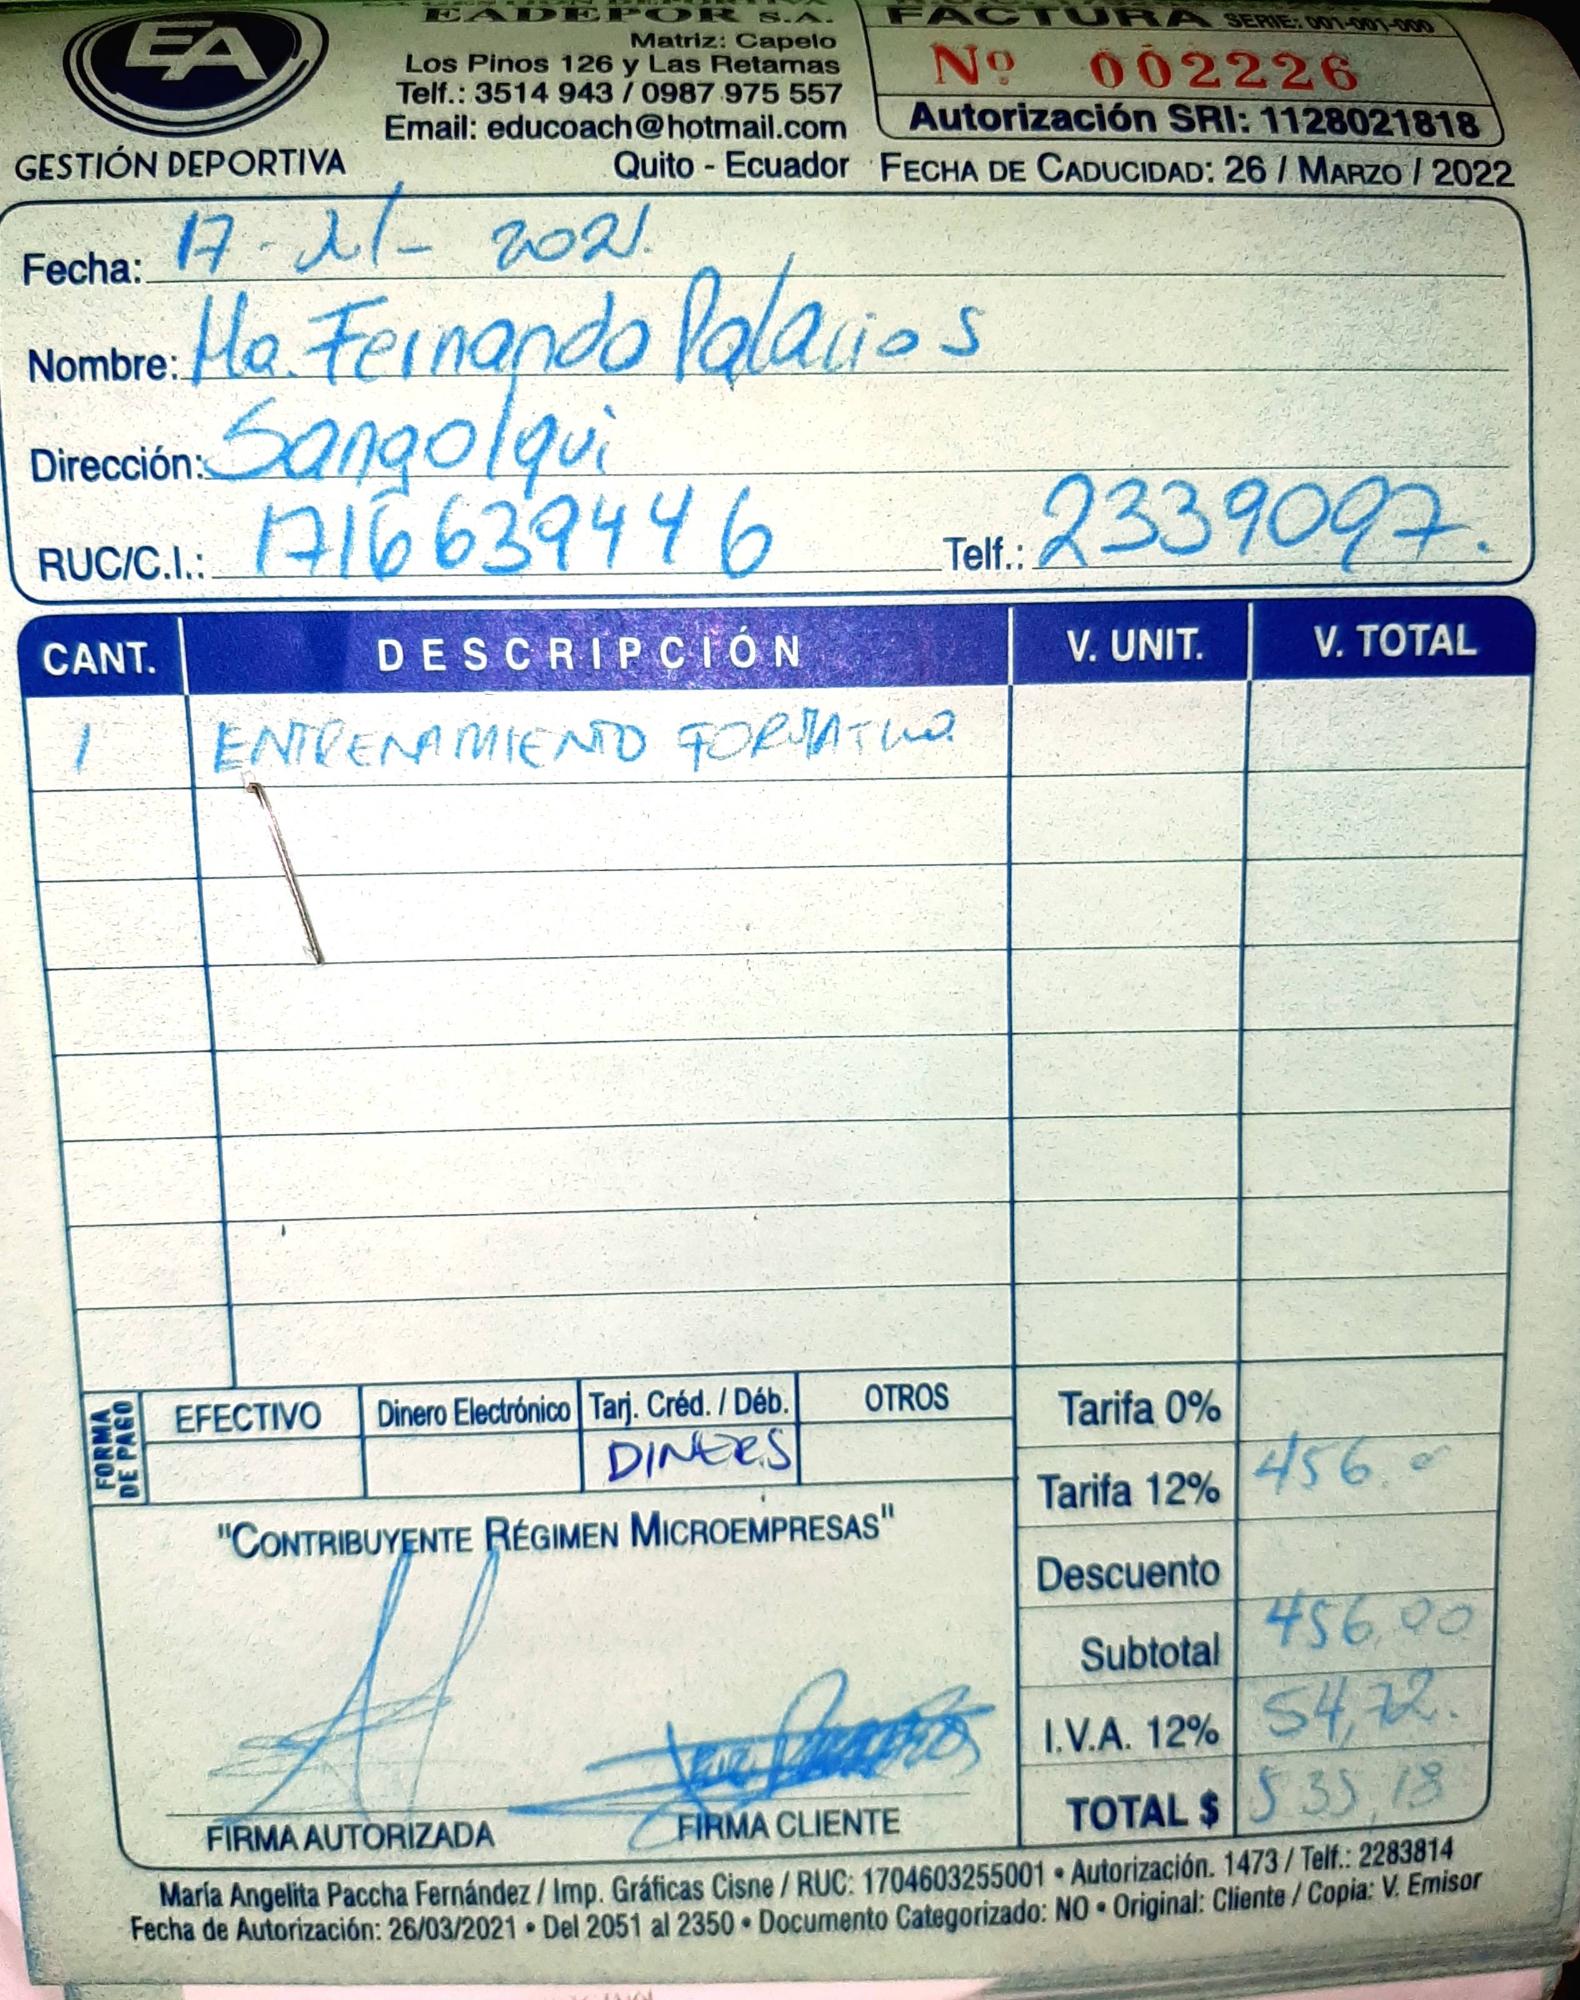 EA
GESTIÓN DEPORTIVA
EADEPOR S.A.
Matriz: Capelo
Los Pinos 126 y Las Retamas
Telf.: 3514 943 / 0987 975 557
Email: educoach@hotmail.com
Quito - Ecuador
FACTURA SERIE: 001-001-000
Nº 002226
Autorización SRI: 1128021818
FECHA DE CADUCIDAD: 26 / MARZO / 2022
Fecha: 17 - Jul - 2021.
Nombre: Ma. Fernanda Palacios
Dirección: Sangolqui
RUC/C.I.: 1716639446 Telf.: 2339097.
CANT. DESCRIPCIÓN V. UNIT. V. TOTAL
1 ENTRENAMIENTO FORMATIVO
FORMA DE PAGO
EFECTIVO Dinero Electrónico Tarj. Créd. / Déb. OTROS
DINERS
Tarifa 0%
Tarifa 12% 456.00
Descuento
Subtotal 456,00
I.V.A. 12% 54,72.
TOTAL $ 535,18
"CONTRIBUYENTE RÉGIMEN MICROEMPRESAS"
FIRMA AUTORIZADA FIRMA CLIENTE
María Angelita Paccha Fernández / Imp. Gráficas Cisne / RUC: 1704603255001 • Autorización. 1473 / Telf.: 2283814
Fecha de Autorización: 26/03/2021 • Del 2051 al 2350 • Documento Categorizado: NO • Original: Cliente / Copia: V. Emisor